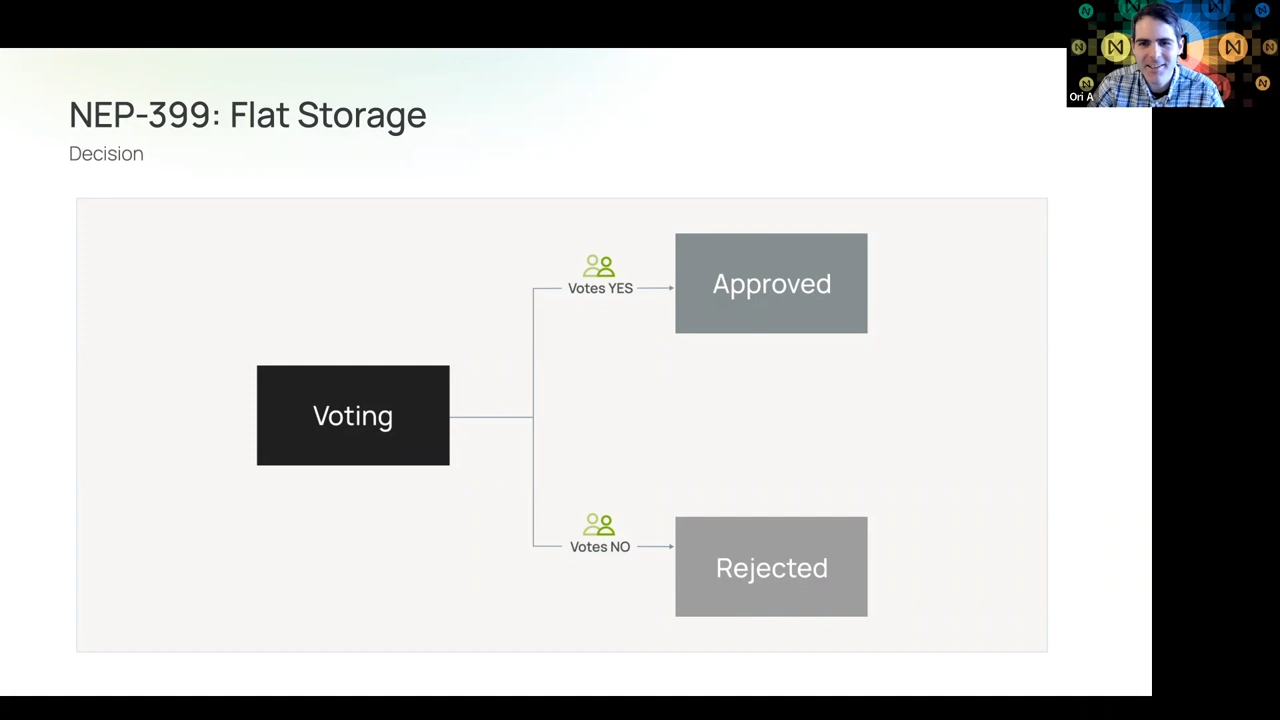 NEP-399: Flat Storage
Decision
Votes YES
Approved
Voting
Votes NO
Rejected
Ori A